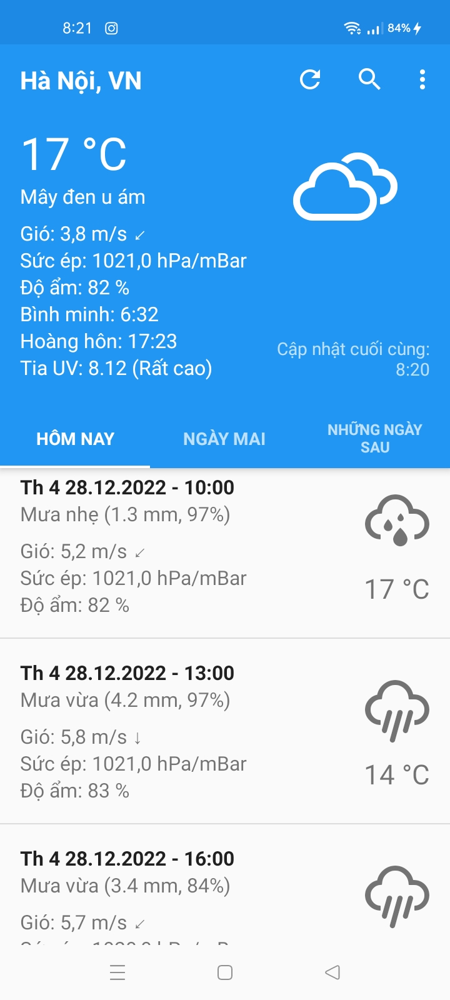 8:21
84%
Hà Nội, VN
17 °C
Mây đen u ám
Gió: 3,8 m/s ↙
Sức ép: 1021,0 hPa/mBar
Độ ẩm: 82 %
Bình minh: 6:32
Hoàng hôn: 17:23
Tia UV: 8.12 (Rất cao)
Cập nhật cuối cùng:
8:20
HÔM NAY
NGÀY MAI
NHỮNG NGÀY
SAU
Th 4 28.12.2022 - 10:00
Mưa nhẹ (1.3 mm, 97%)
Gió: 5,2 m/s ↙
Sức ép: 1021,0 hPa/mBar
Độ ẩm: 82 %
17 °C
Th 4 28.12.2022 - 13:00
Mưa vừa (4.2 mm, 97%)
Gió: 5,8 m/s ↓
Sức ép: 1021,0 hPa/mBar
Độ ẩm: 83 %
14 °C
Th 4 28.12.2022 - 16:00
Mưa vừa (3.4 mm, 84%)
Gió: 5,7 m/s ↙